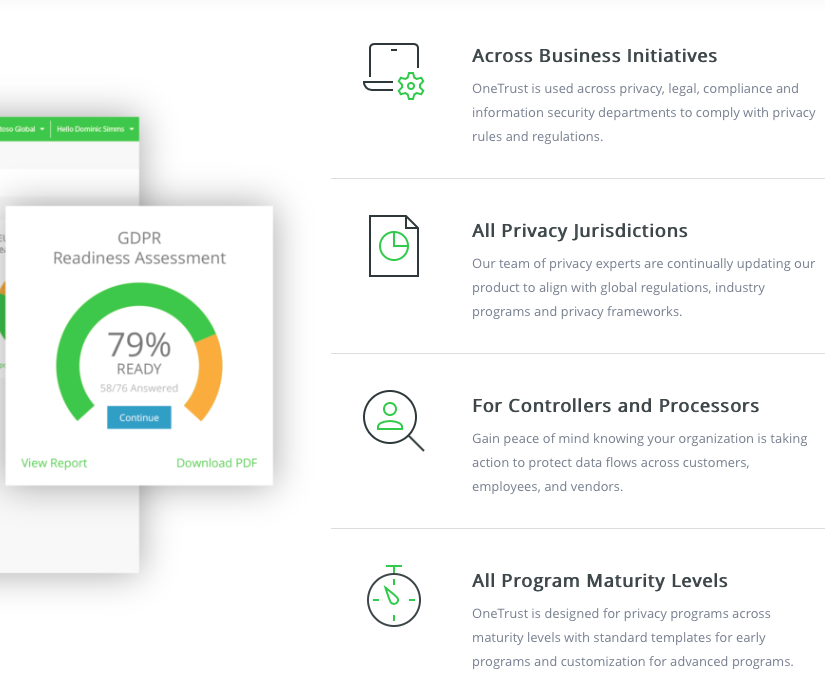 Across Business Initiatives
OneTrust is used across privacy, legal, compliance and
information security departments to comply with privacy
rules and regulations.
Global
Hello Dominic Simms
All Privacy Jurisdictions
Our team of privacy experts are continually updating our
product to align with global regulations, industry
programs and privacy frameworks.
GDPR
Readiness Assessment
79%
READY
58/76 Answered
Continue
View Report
Download PDF
For Controllers and Processors
Gain peace of mind knowing your organization is taking
action to protect data flows across customers,
employees, and vendors.
All Program Maturity Levels
OneTrust is designed for privacy programs across
maturity levels with standard templates for early
programs and customization for advanced programs.